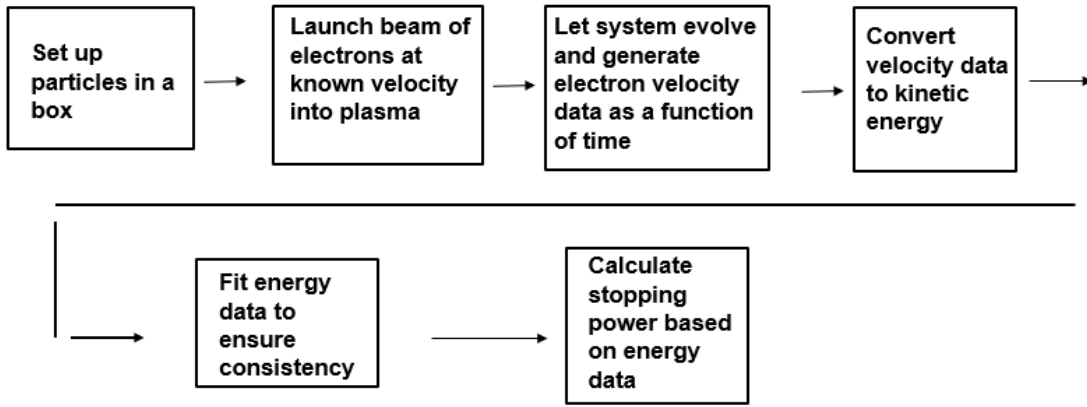 Set up
particles in a
box
Launch beam of
electrons at
known velocity
into plasma
Let system evolve
and generate
electron velocity
data as a function
of time
Convert
velocity data
to kinetic
energy
Fit energy
data to
ensure
consistency
Calculate
stopping
power based
on energy
data